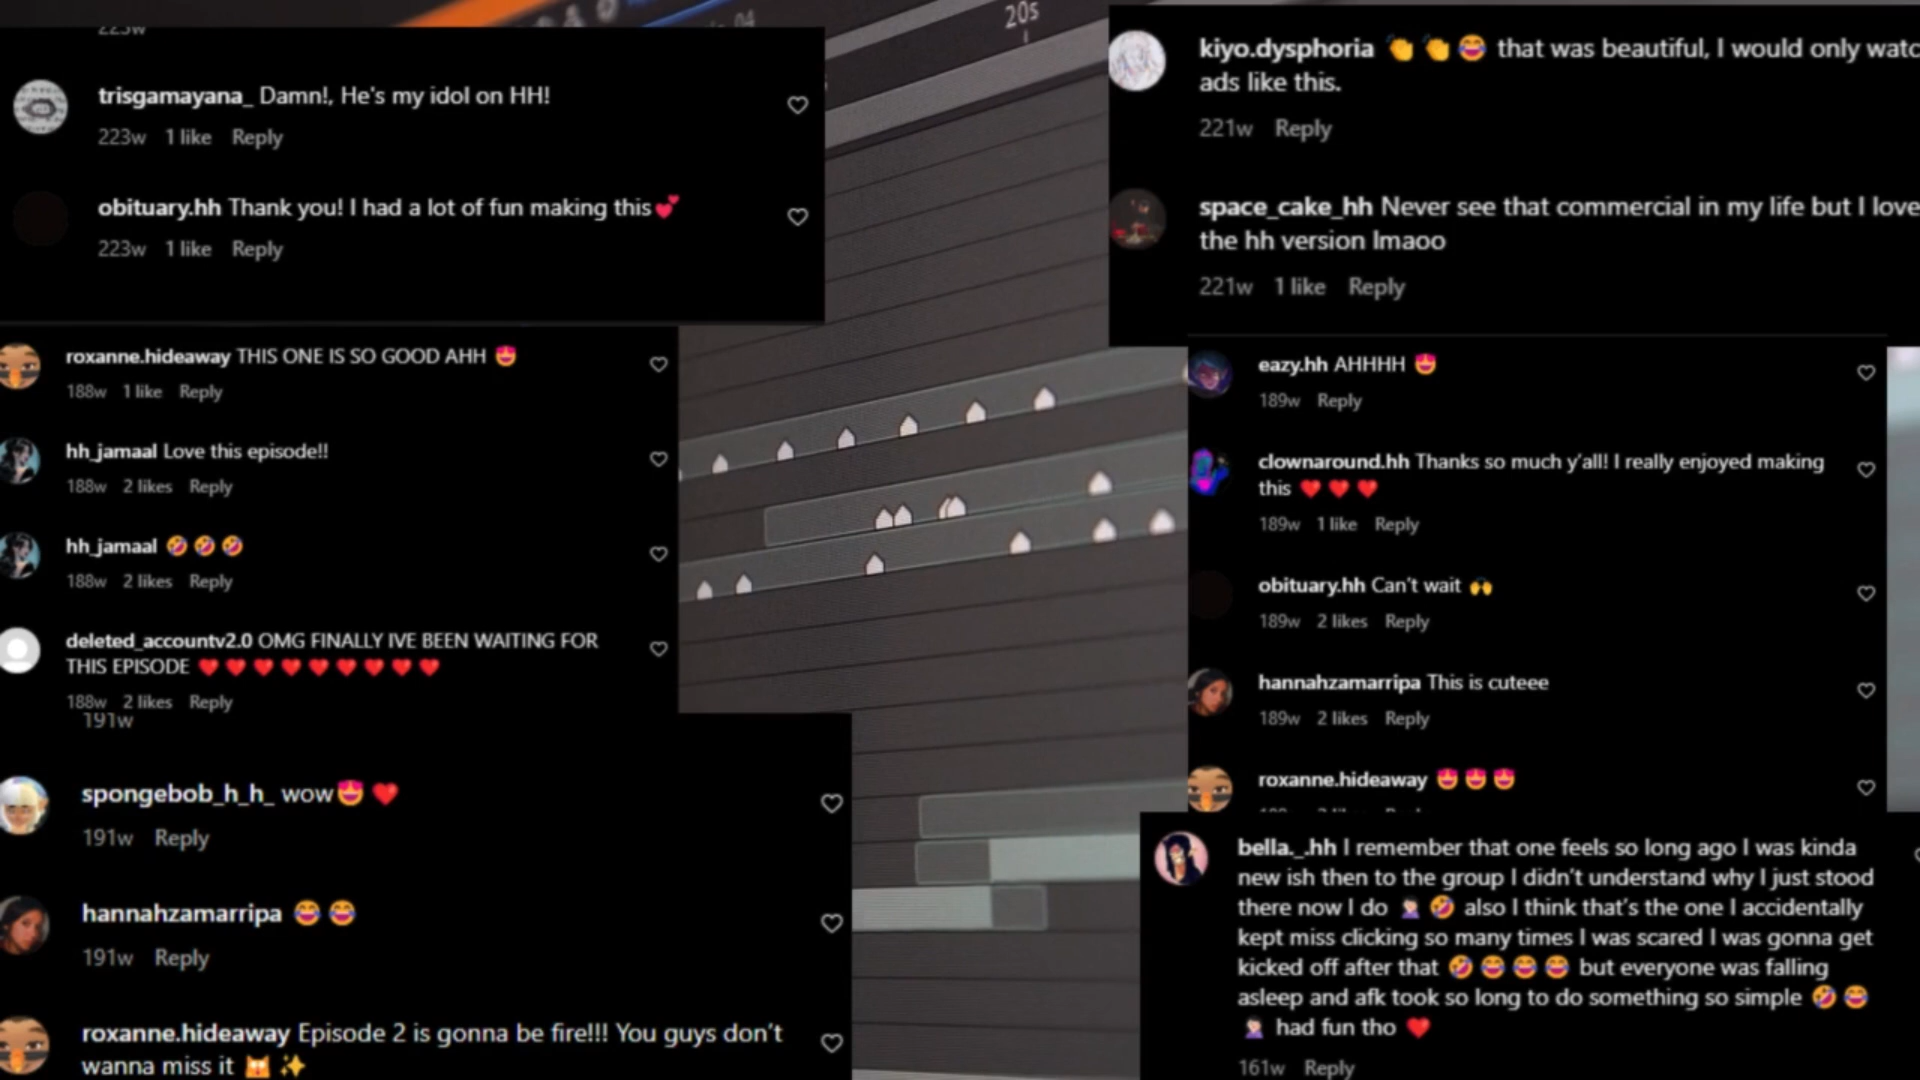 20s
04
223w
trisgamayana_ Damn!, He's my idol on HH!
223w 1 like Reply
obituary.hh Thank you! I had a lot of fun making this💕
223w 1 like Reply
kiyo.dysphoria 👏 👏 😂 that was beautiful, I would only watc
ads like this.
221w Reply
space_cake_hh Never see that commercial in my life but I love
the hh version lmaoo
221w 1 like Reply
roxanne.hideaway THIS ONE IS SO GOOD AHH 😍
188w 1 like Reply
hh_jamaal Love this episode!!
188w 2 likes Reply
hh_jamaal 🤣 🤣 🤣
188w 2 likes Reply
deleted_accountv2.0 OMG FINALLY IVE BEEN WAITING FOR
THIS EPISODE ❤️ ❤️ ❤️ ❤️ ❤️ ❤️ ❤️ ❤️ ❤️
188w 2 likes Reply
eazy.hh AHHHH 😍
189w Reply
clownaround.hh Thanks so much y'all! I really enjoyed making
this ❤️ ❤️ ❤️
189w 1 like Reply
obituary.hh Can't wait 🙌
189w 2 likes Reply
hannahzamarripa This is cuteee
189w 2 likes Reply
roxanne.hideaway 😍 😍 😍
191w
spongebob_h_h_ wow😍 ❤️
191w Reply
hannahzamarripa 😂 😂
191w Reply
roxanne.hideaway Episode 2 is gonna be fire!!! You guys don't
wanna miss it 🙀 ✨
bella._.hh I remember that one feels so long ago I was kinda
new ish then to the group I didn't understand why I just stood
there now I do 🤦🏻‍♀️ 🤣 also I think that's the one I accidentally
kept miss clicking so many times I was scared I was gonna get
kicked off after that 🤣 😂 😂 😂 but everyone was falling
asleep and afk took so long to do something so simple 🤣 😂
🤦🏻‍♀️ had fun tho ❤️
161w Reply